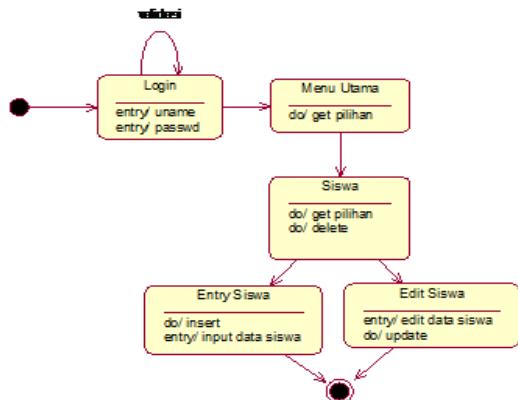 validasi
Login
entry/ uname
entry/ passwd
Menu Utama
do/ get pilihan
Siswa
do/ get pilihan
do/ delete
Entry Siswa
do/ insert
entry/ input data siswa
Edit Siswa
entry/ edit data siswa
do/ update